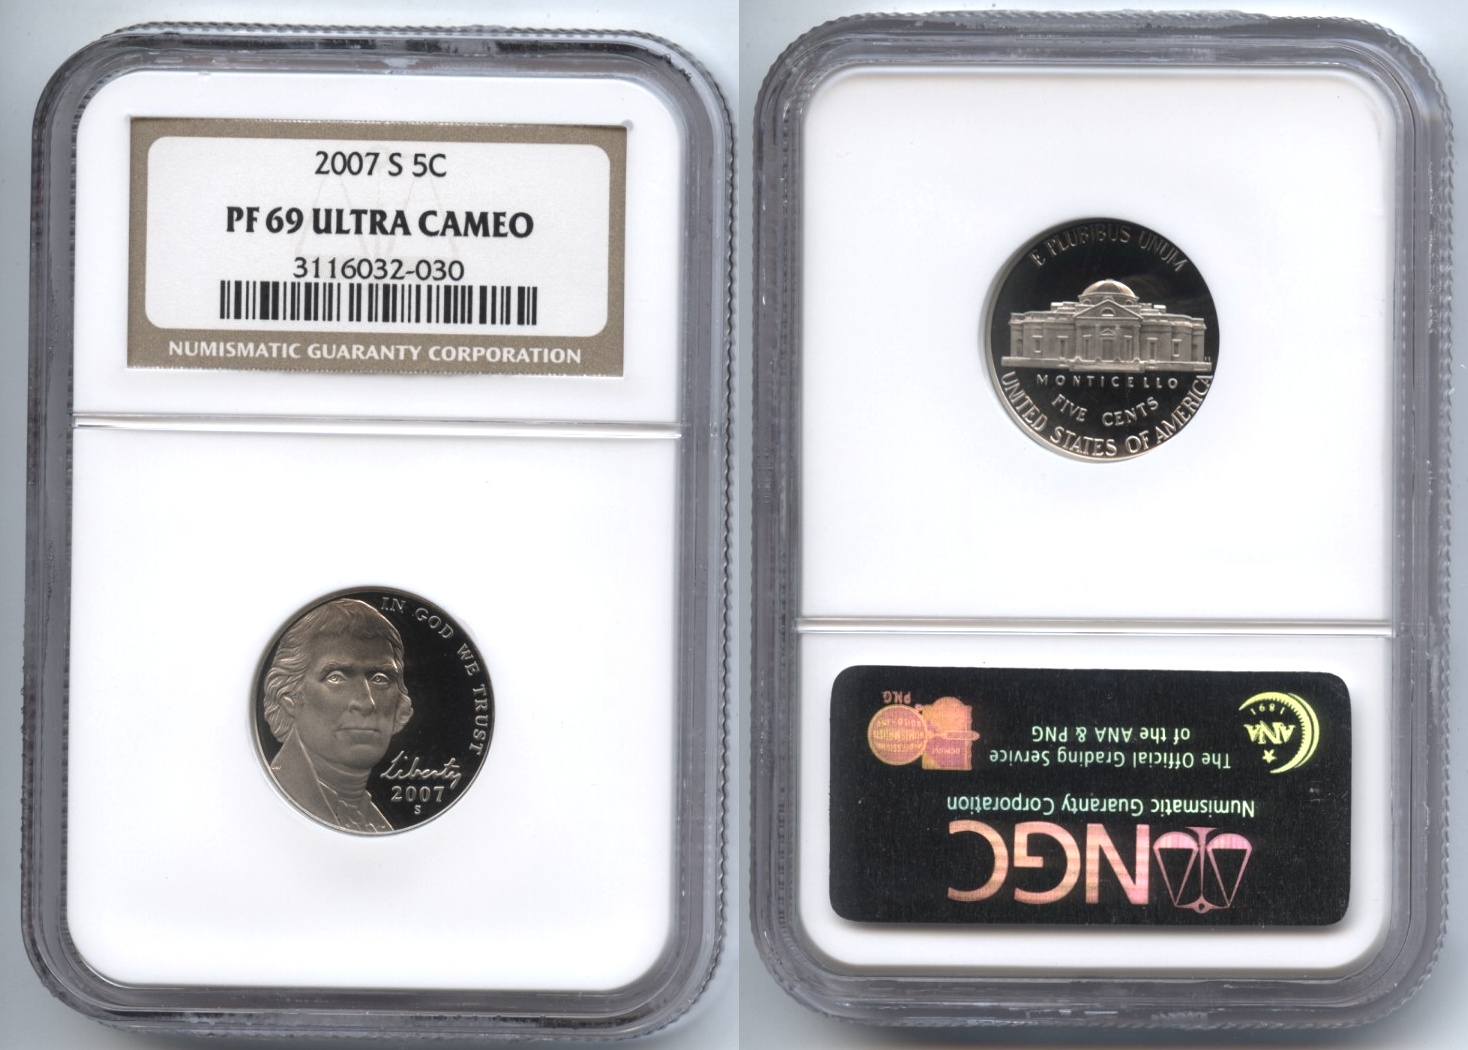 2007 S 5C
PF 69 ULTRA CAMEO
3116032-030
NUMISMATIC GUARANTY CORPORATION
IN GOD WE TRUST
Liberty
2007
S
E PLURIBUS UNUM
MONTICELLO
FIVE CENTS
UNITED STATES OF AMERICA
NGC
Numismatic Guaranty Corporation
The Official Grading Service
of the ANA & PNG
ANA
1891
PNG